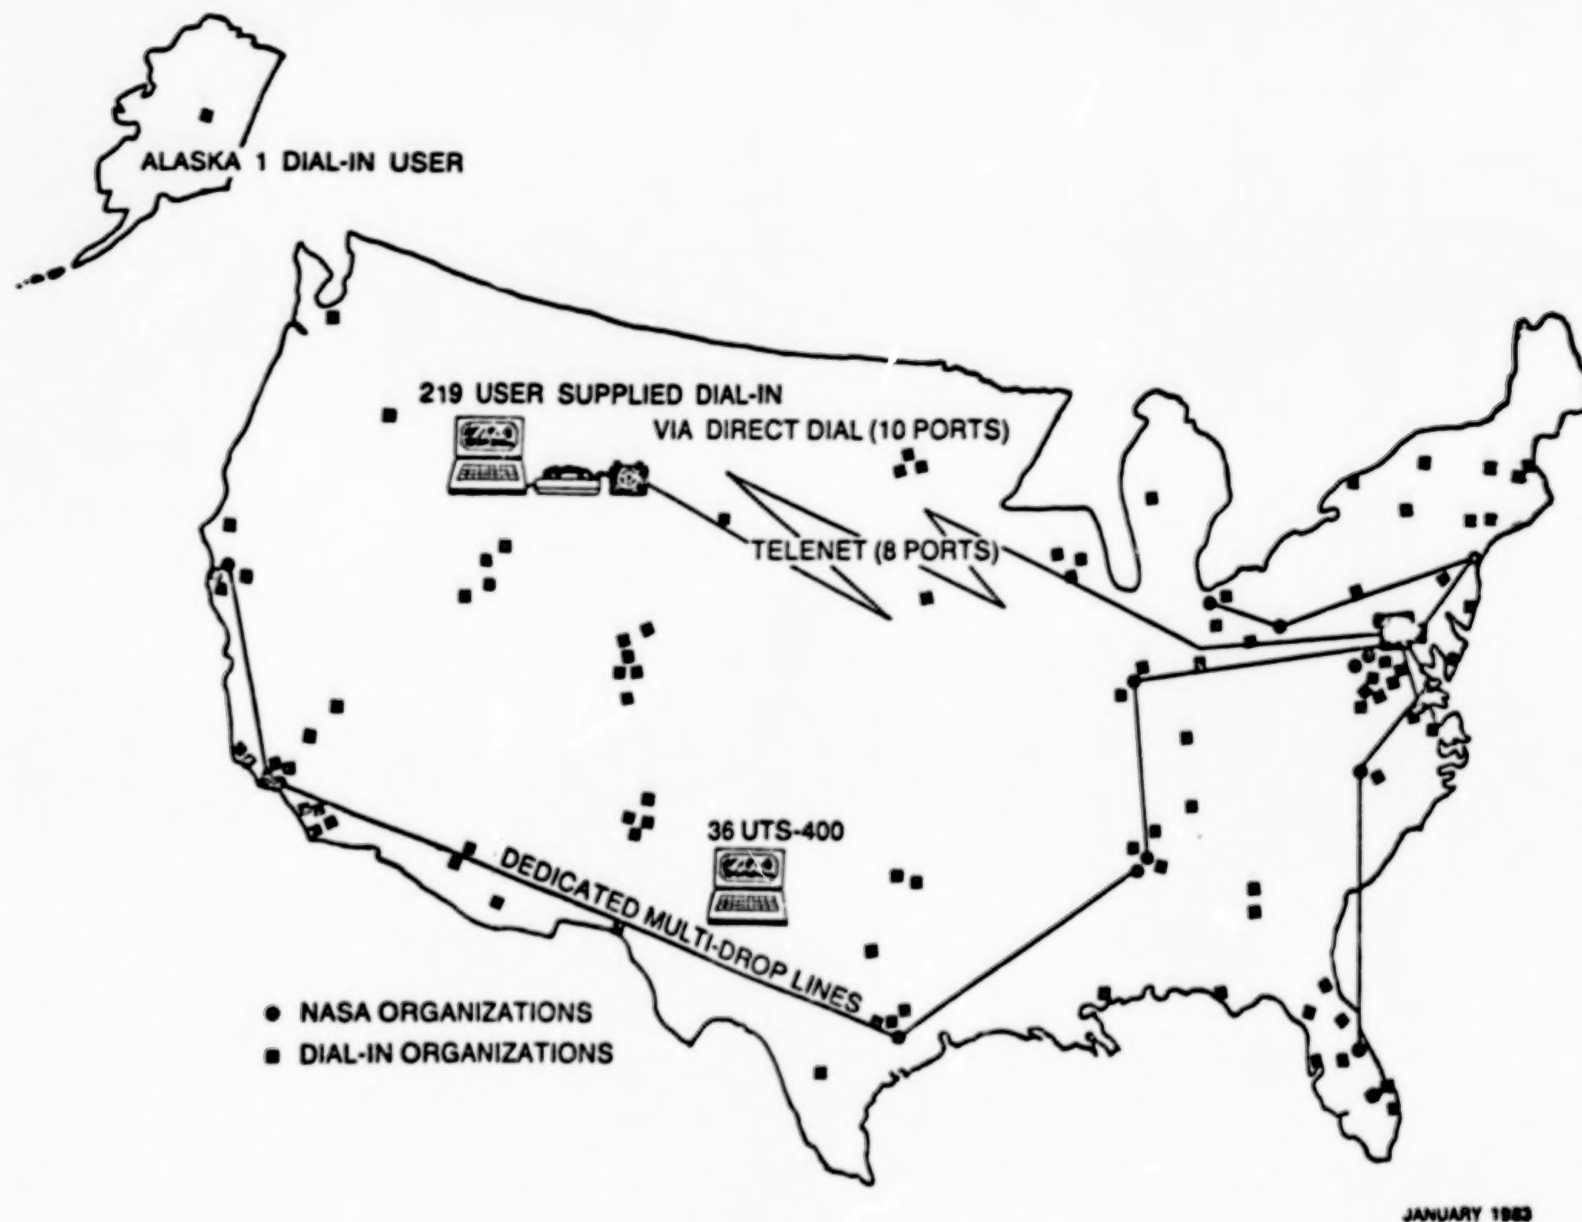 ALASKA 1 DIAL-IN USER
219 USER SUPPLIED DIAL-IN
VIA DIRECT DIAL (10 PORTS)
TELENET (8 PORTS)
36 UTS-400
DEDICATED MULTI-DROP LINES
NASA ORGANIZATIONS
DIAL-IN ORGANIZATIONS
JANUARY 1983